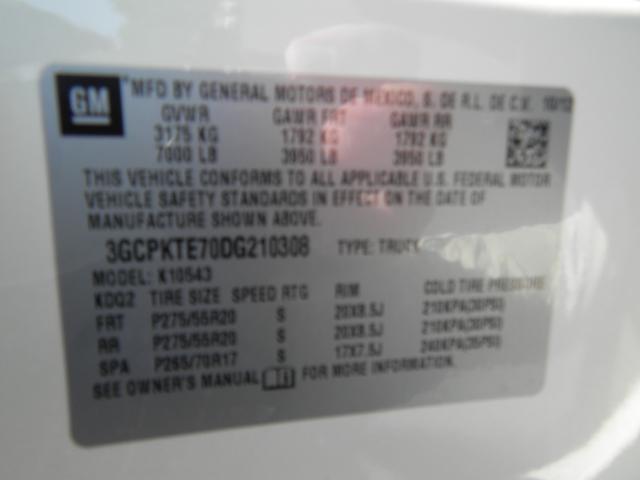 GM
*MFD BY GENERAL MOTORS DE MEXICO, S. DE R.L. DE C.V. 10/12
GVWR GAWR FRT GAWR RR
3175 KG 1792 KG 1792 KG
7000 LB 3950 LB 3950 LB
THIS VEHICLE CONFORMS TO ALL APPLICABLE U.S. FEDERAL MOTOR
VEHICLE SAFETY STANDARDS IN EFFECT ON THE DATE OF
MANUFACTURE SHOWN ABOVE.
3GCPKTE70DG210308 TYPE: TRUCK
MODEL: K10543
KDQ2 TIRE SIZE SPEED RTG RIM COLD TIRE PRESSURE
FRT P275/55R20 S 20X8.5J 210KPA(30PSI)
RR P275/55R20 S 20X8.5J 210KPA(30PSI)
SPA P265/70R17 S 17X7.5J 240KPA(35PSI)
SEE OWNER'S MANUAL FOR MORE INFORMATION.